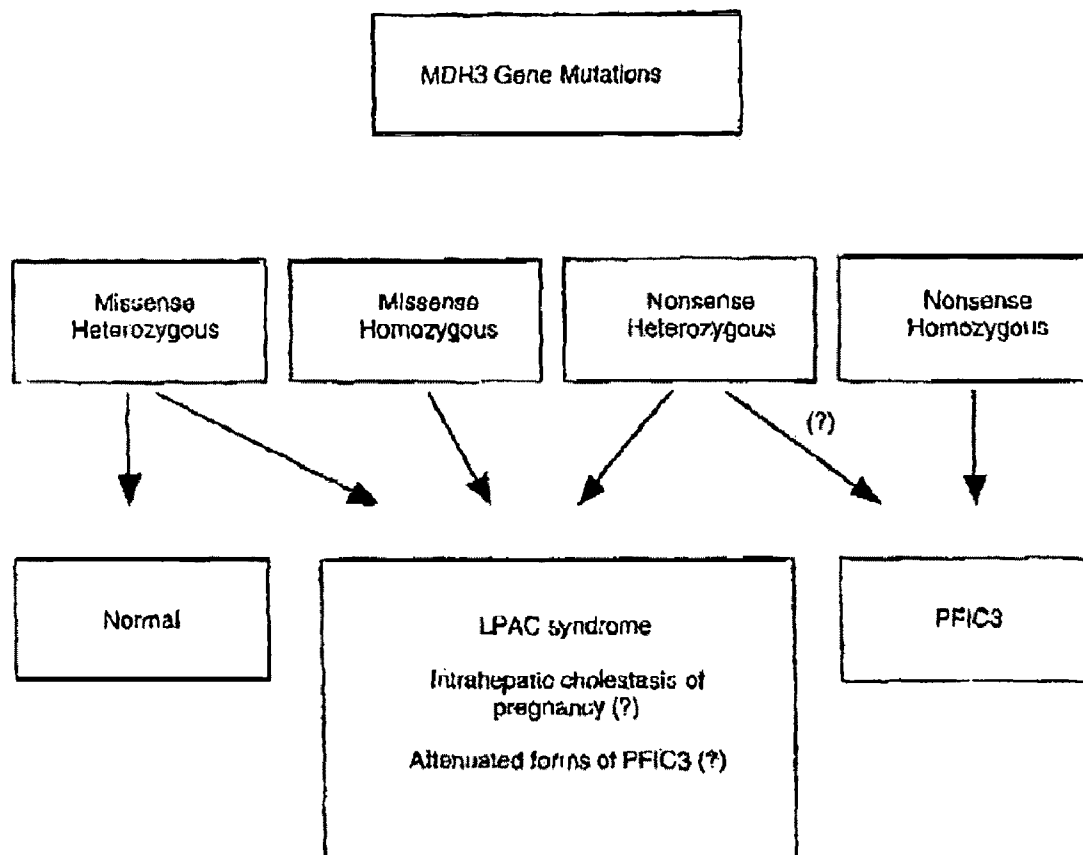 MDH3 Gene Mutations
Missense
Heterozygous
Missense
Homozygous
Nonsense
Heterozygous
Nonsense
Homozygous
(?)
Normal
LPAC syndrome
Intrahepatic cholestasis of
pregnancy (?)
Attenuated forms of PFIC3 (?)
PFIC3